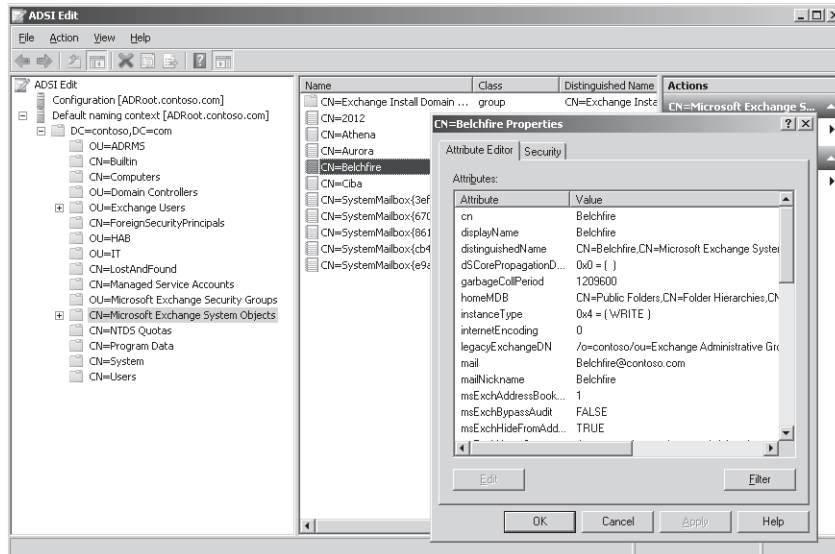 ADSI Edit
File Action View Help
ADSI Edit
Configuration [ADRoot.contoso.com]
Default naming context [ADRoot.contoso.com]
DC=contoso,DC=com
OU=ADRMS
CN=Builtin
CN=Computers
OU=Domain Controllers
OU=Exchange Users
CN=ForeignSecurityPrincipals
OU=HAB
OU=IT
CN=LostAndFound
CN=Managed Service Accounts
OU=Microsoft Exchange Security Groups
CN=Microsoft Exchange System Objects
CN=NTDS Quotas
CN=Program Data
CN=System
CN=Users
Name Class Distinguished Name
CN=Exchange Install Domain ... group CN=Exchange Insta
CN=2012
CN=Athena
CN=Aurora
CN=Belchfire
CN=Ciba
CN=SystemMailbox{3ef
CN=SystemMailbox{670
CN=SystemMailbox{861
CN=SystemMailbox{cb4
CN=SystemMailbox{e9a
Actions
CN=Microsoft Exchange S...
CN=Belchfire Properties
Attribute Editor Security
Attributes:
Attribute Value
cn Belchfire
displayName Belchfire
distinguishedName CN=Belchfire,CN=Microsoft Exchange System
dSCorePropagationD... 0x0 = ( )
garbageCollPeriod 1209600
homeMDB CN=Public Folders,CN=Folder Hierarchies,CN
instanceType 0x4 = ( WRITE )
internetEncoding 0
legacyExchangeDN /o=contoso/ou=Exchange Administrative Gro
mail Belchfire@contoso.com
mailNickname Belchfire
msExchAddressBook... 1
msExchBypassAudit FALSE
msExchHideFromAdd... TRUE
Edit Filter
OK Cancel Apply Help